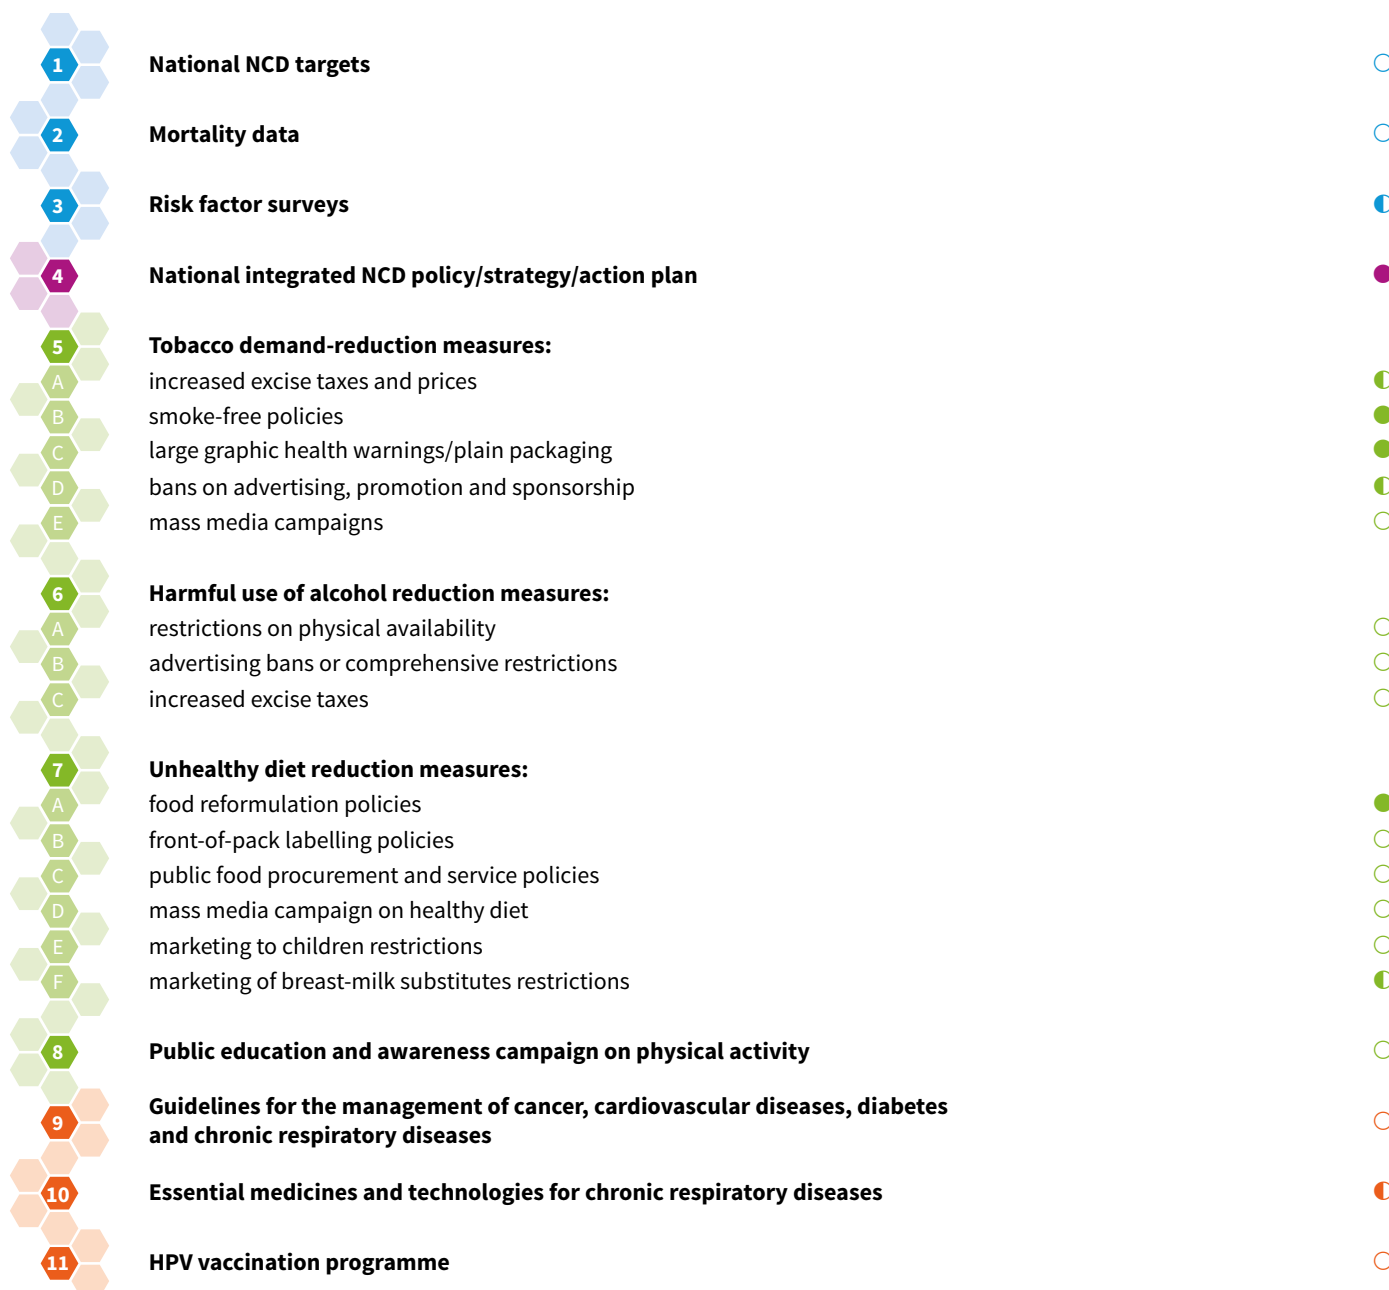 1 National NCD targets
2 Mortality data
3 Risk factor surveys
4 National integrated NCD policy/strategy/action plan
5 Tobacco demand-reduction measures:
A increased excise taxes and prices
B smoke-free policies
C large graphic health warnings/plain packaging
D bans on advertising, promotion and sponsorship
E mass media campaigns
6 Harmful use of alcohol reduction measures:
A restrictions on physical availability
B advertising bans or comprehensive restrictions
C increased excise taxes
7 Unhealthy diet reduction measures:
A food reformulation policies
B front-of-pack labelling policies
C public food procurement and service policies
D mass media campaign on healthy diet
E marketing to children restrictions
F marketing of breast-milk substitutes restrictions
8 Public education and awareness campaign on physical activity
9 Guidelines for the management of cancer, cardiovascular diseases, diabetes
and chronic respiratory diseases
10 Essential medicines and technologies for chronic respiratory diseases
11 HPV vaccination programme